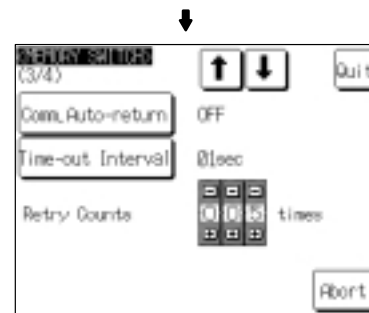 (MEMORY SWITCH)
(3/4)
Quit
Comm. Auto-return OFF
Time-out Interval 01sec
Retry Counts 005 times
Abort